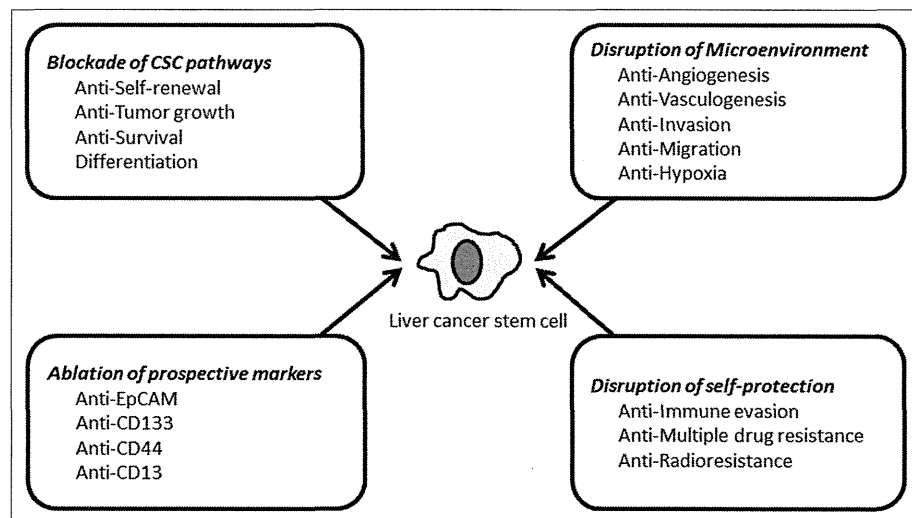 Blockade of CSC pathways
Anti-Self-renewal
Anti-Tumor growth
Anti-Survival
Differentiation
Disruption of Microenvironment
Anti-Angiogenesis
Anti-Vasculogenesis
Anti-Invasion
Anti-Migration
Anti-Hypoxia
Liver cancer stem cell
Ablation of prospective markers
Anti-EpCAM
Anti-CD133
Anti-CD44
Anti-CD13
Disruption of self-protection
Anti-Immune evasion
Anti-Multiple drug resistance
Anti-Radioresistance